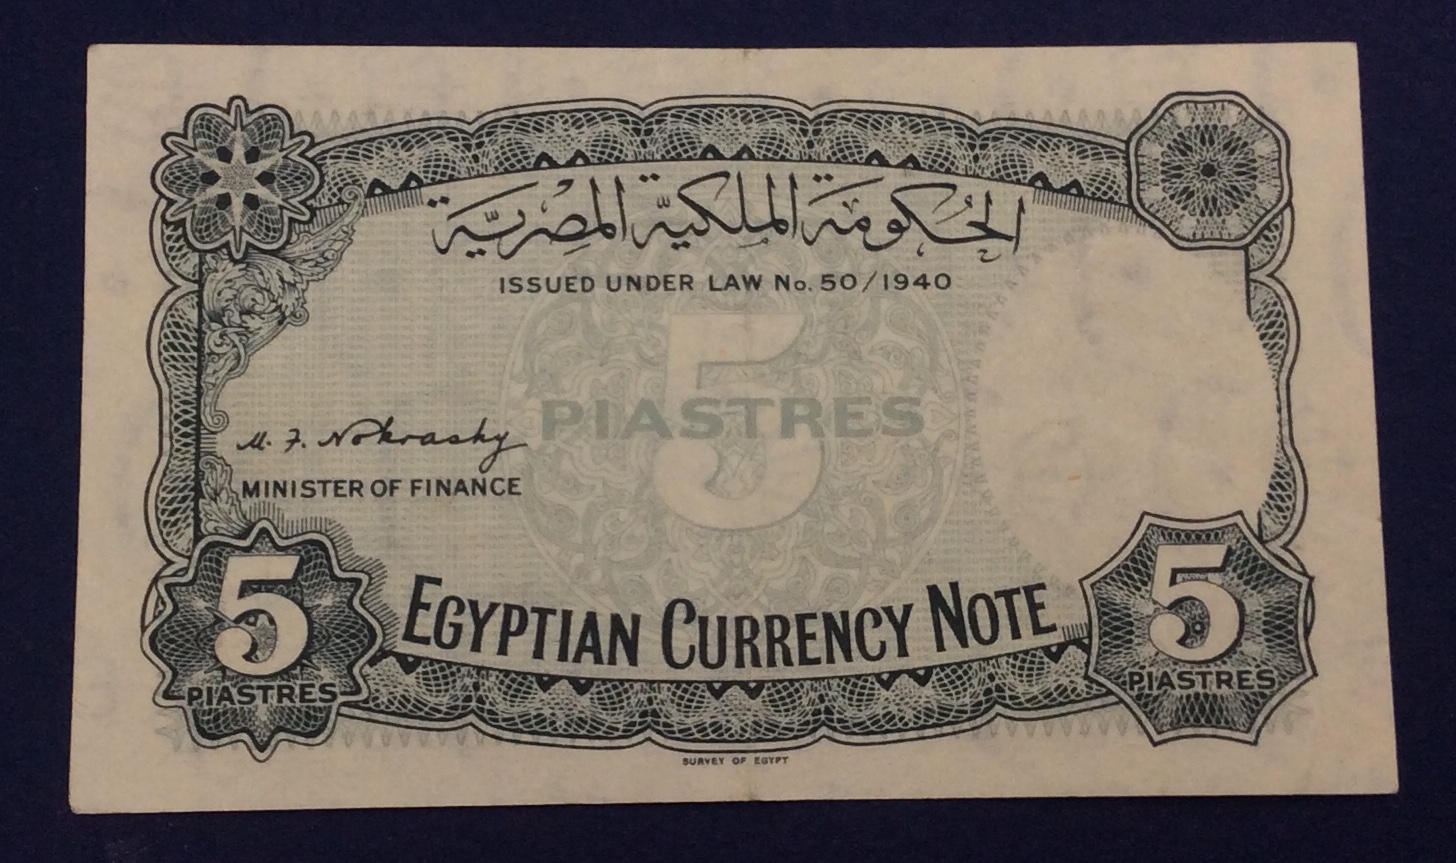 الحكومة الملكية المصرية
ISSUED UNDER LAW No. 50/1940
5
PIASTRES
M. F. Nokrashy
MINISTER OF FINANCE
EGYPTIAN CURRENCY NOTE
5
PIASTRES
5
PIASTRES
SURVEY OF EGYPT